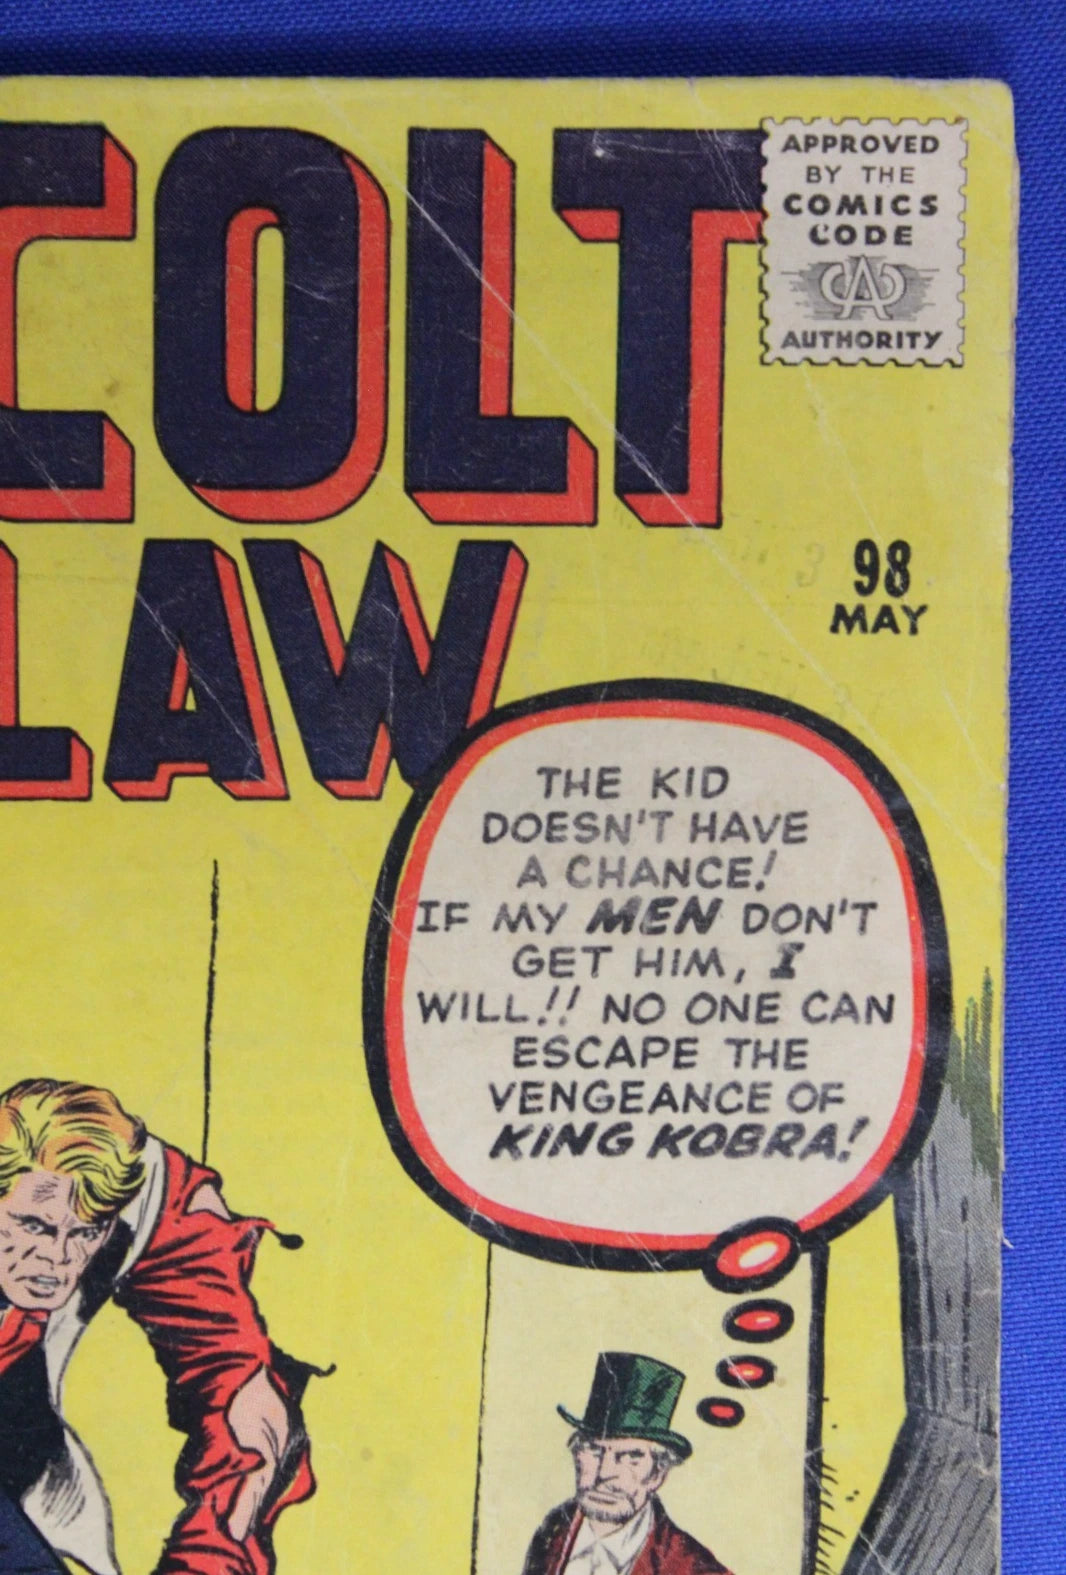 COLT
LAW
APPROVED
BY THE
COMICS
CODE
CA
AUTHORITY
98
MAY
THE KID
DOESN'T HAVE
A CHANCE!
IF MY MEN DON'T
GET HIM, I
WILL!! NO ONE CAN
ESCAPE THE
VENGEANCE OF
KING KOBRA!